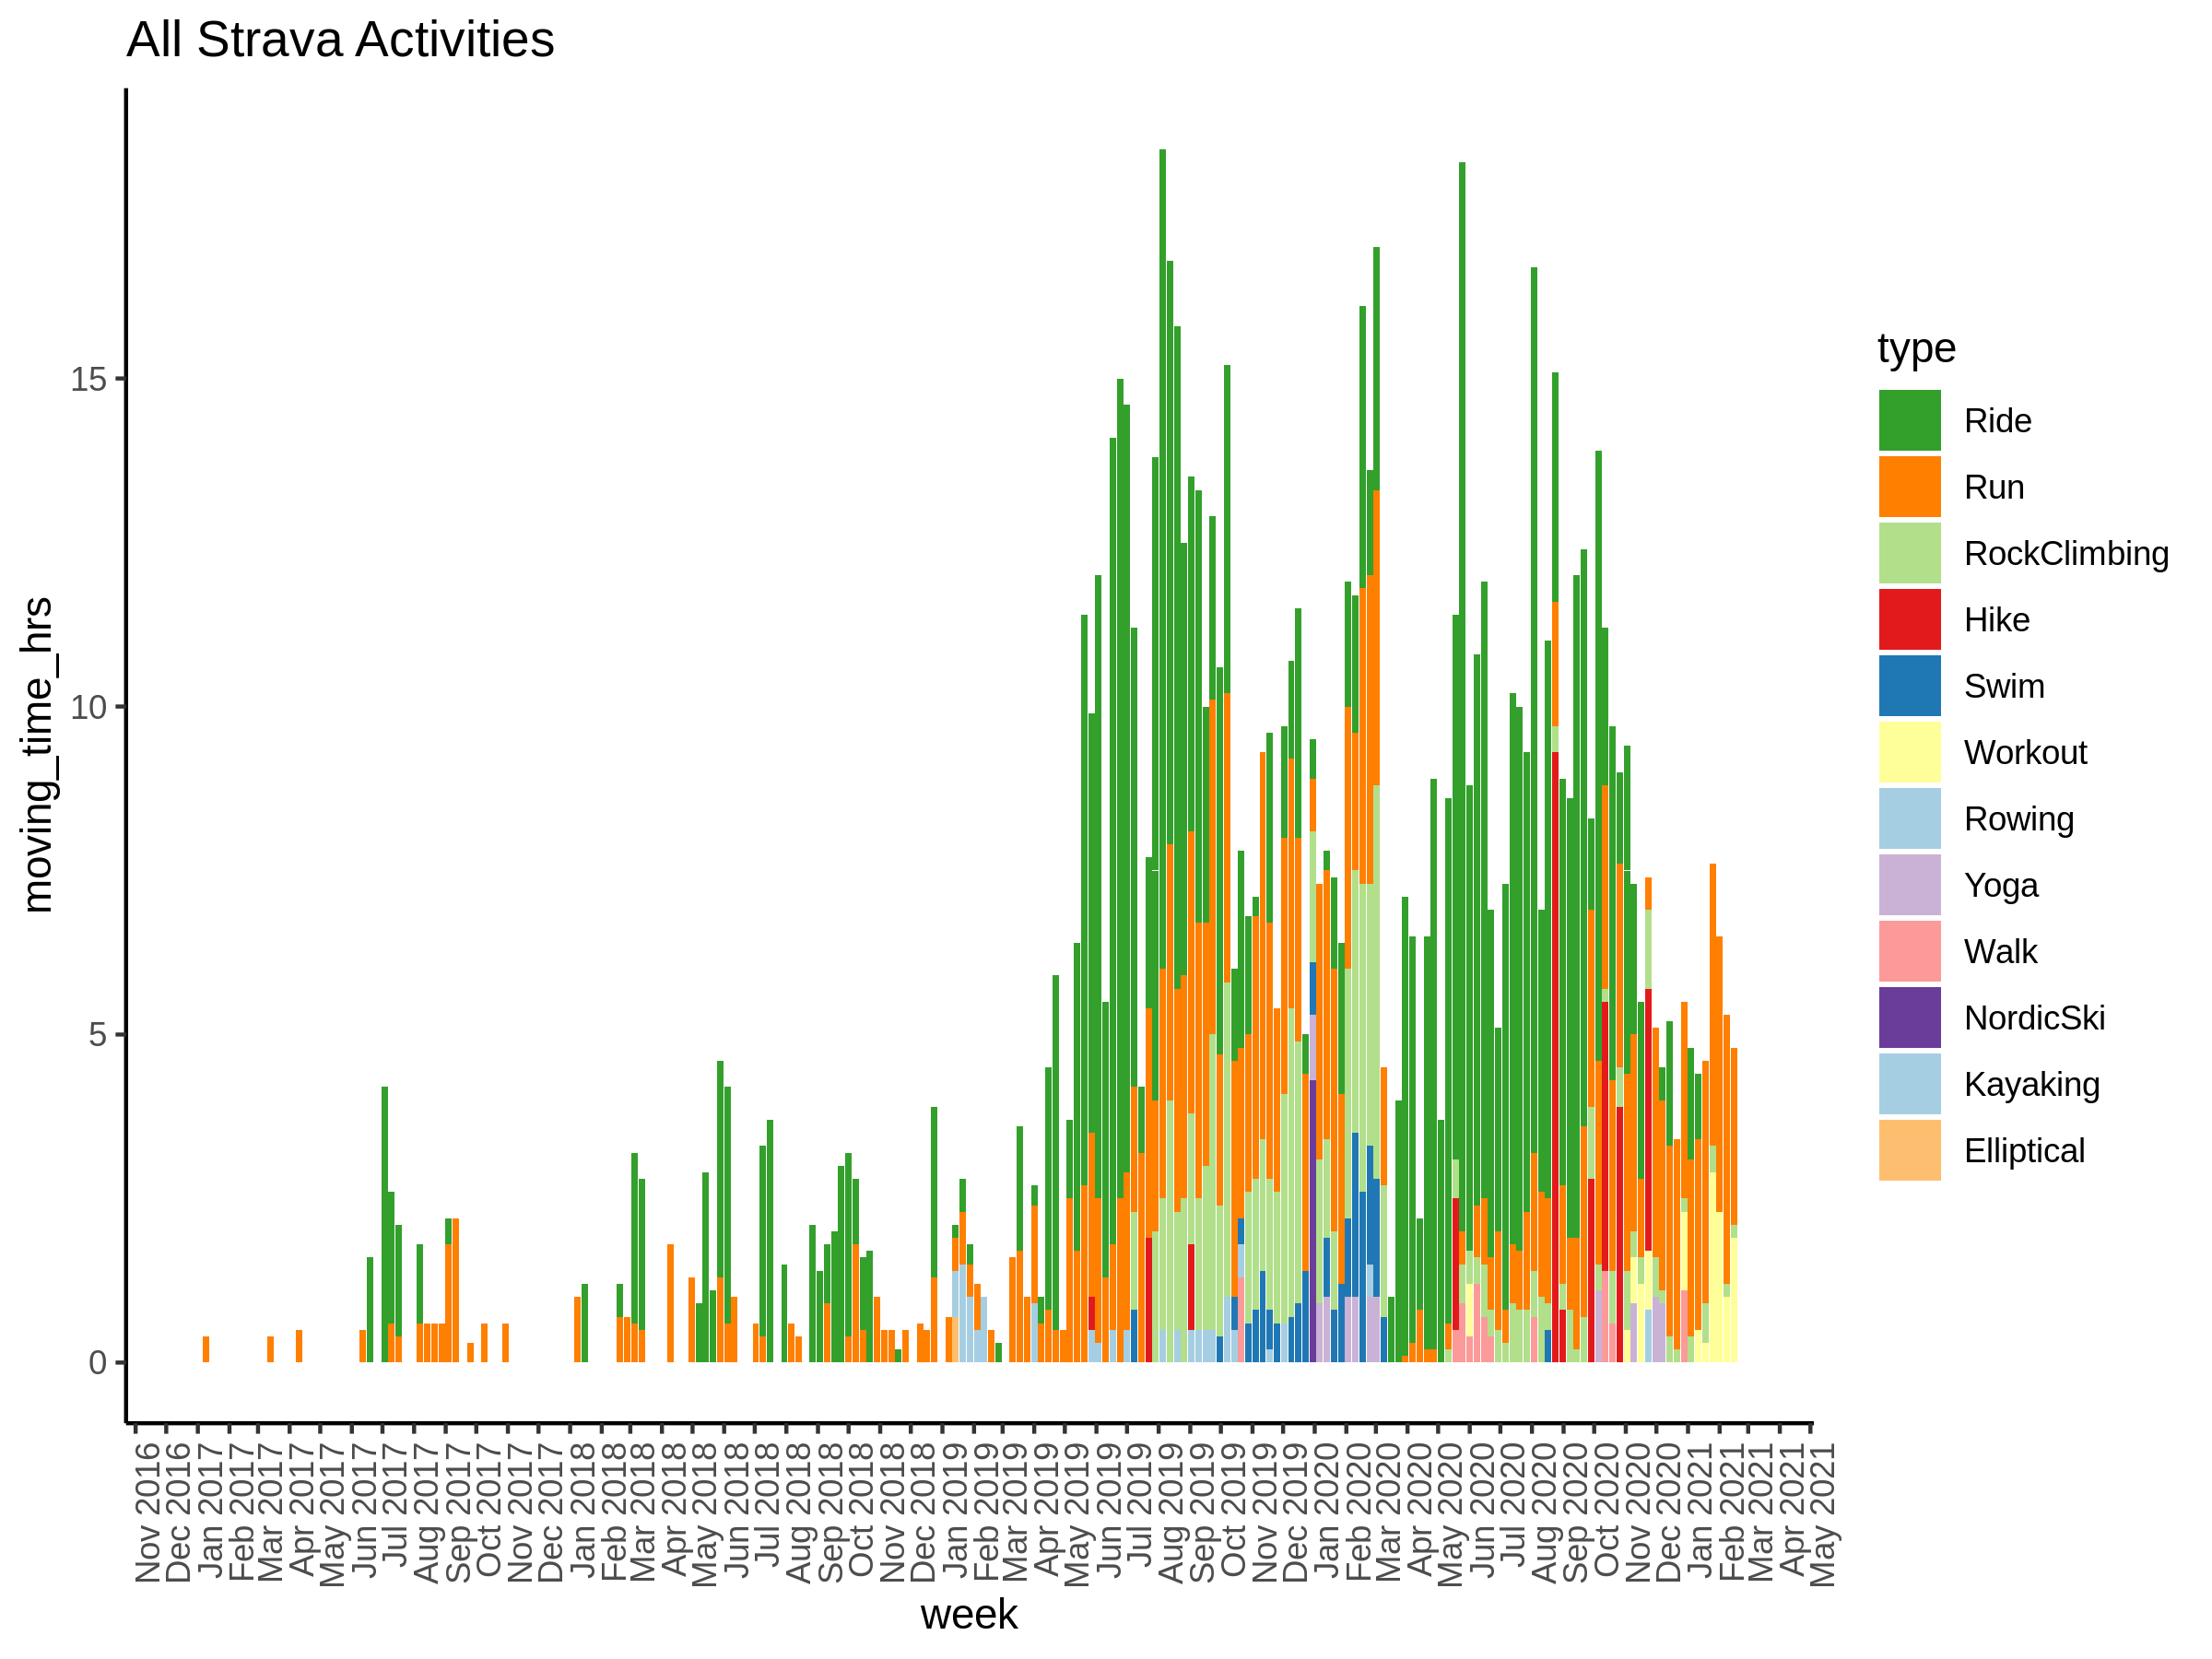 All Strava Activities
moving_time_hrs
15
10
5
0
Nov 2016
Dec 2016
Jan 2017
Feb 2017
Mar 2017
Apr 2017
May 2017
Jun 2017
Jul 2017
Aug 2017
Sep 2017
Oct 2017
Nov 2017
Dec 2017
Jan 2018
Feb 2018
Mar 2018
Apr 2018
May 2018
Jun 2018
Jul 2018
Aug 2018
Sep 2018
Oct 2018
Nov 2018
Dec 2018
Jan 2019
Feb 2019
Mar 2019
Apr 2019
May 2019
Jun 2019
Jul 2019
Aug 2019
Sep 2019
Oct 2019
Nov 2019
Dec 2019
Jan 2020
Feb 2020
Mar 2020
Apr 2020
May 2020
Jun 2020
Jul 2020
Aug 2020
Sep 2020
Oct 2020
Nov 2020
Dec 2020
Jan 2021
Feb 2021
Mar 2021
Apr 2021
May 2021
week
type
Ride
Run
RockClimbing
Hike
Swim
Workout
Rowing
Yoga
Walk
NordicSki
Kayaking
Elliptical